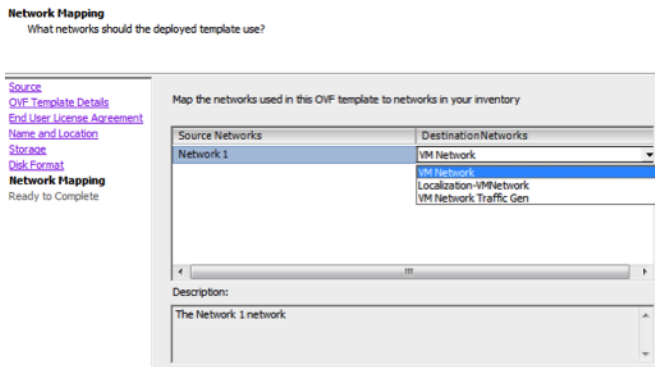 Network Mapping
What networks should the deployed template use?
Source
OVF Template Details
End User License Agreement
Name and Location
Storage
Disk Format
Network Mapping
Ready to Complete
Map the networks used in this OVF template to networks in your inventory
Source Networks DestinationNetworks
Network 1 VM Network
VM Network
Localization-VMNetwork
VM Network Traffic Gen
Description:
The Network 1 network